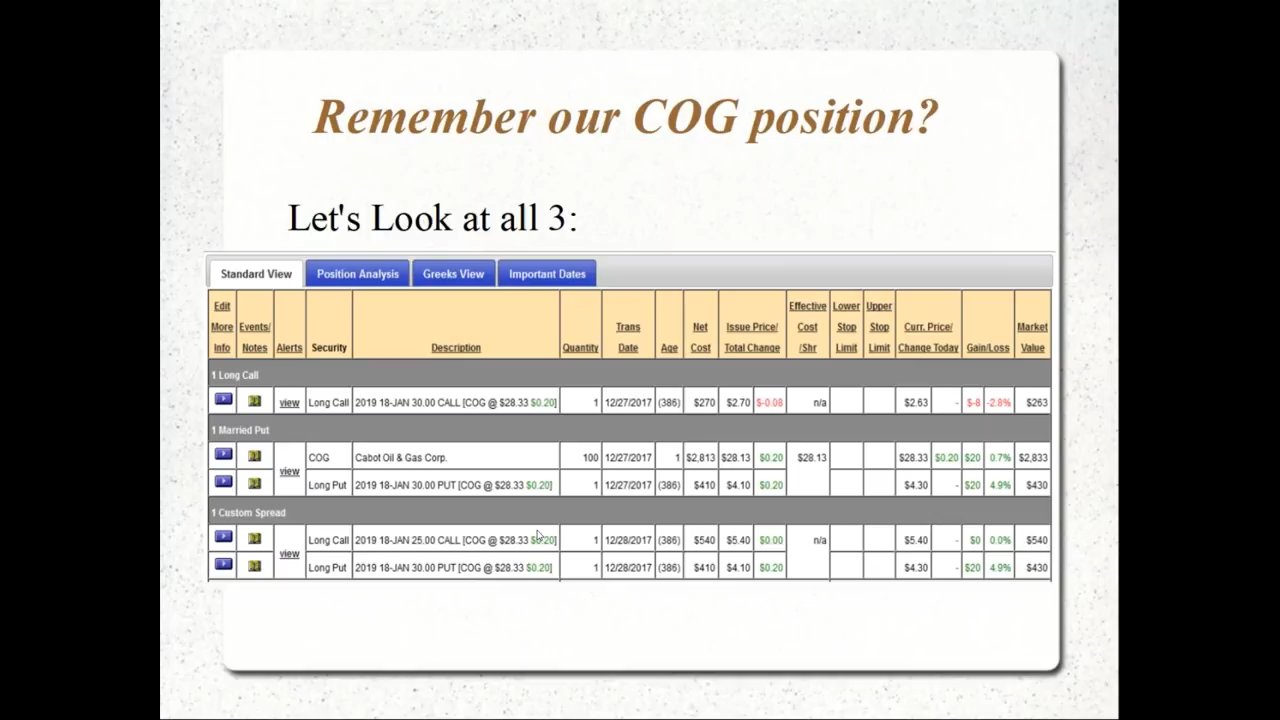 Remember our COG position?
Let's Look at all 3:
Standard View Position Analysis Greeks View Important Dates
Edit More Info Events/ Notes Alerts Security Description Quantity Trans Date Age Net Cost Issue Price/ Total Change Effective Cost /Shr Lower Stop Limit Upper Stop Limit Curr. Price/ Change Today Gain/Loss Market Value
1 Long Call
view Long Call 2019 18-JAN 30.00 CALL [COG @ $28.33 $0.20] 1 12/27/2017 (386) $270 $2.70 $-0.08 n/a $2.63 - $-8 -2.8% $263
1 Married Put
COG Cabot Oil & Gas Corp. 100 12/27/2017 1 $2,813 $28.13 $0.20 $28.13 $28.33 $0.20 $20 0.7% $2,833
view
Long Put 2019 18-JAN 30.00 PUT [COG @ $28.33 $0.20] 1 12/27/2017 (386) $410 $4.10 $0.20 $4.30 - $20 4.9% $430
1 Custom Spread
Long Call 2019 18-JAN 25.00 CALL [COG @ $28.33 $0.20] 1 12/28/2017 (386) $540 $5.40 $0.00 n/a $5.40 - $0 0.0% $540
view
Long Put 2019 18-JAN 30.00 PUT [COG @ $28.33 $0.20] 1 12/28/2017 (386) $410 $4.10 $0.20 $4.30 - $20 4.9% $430